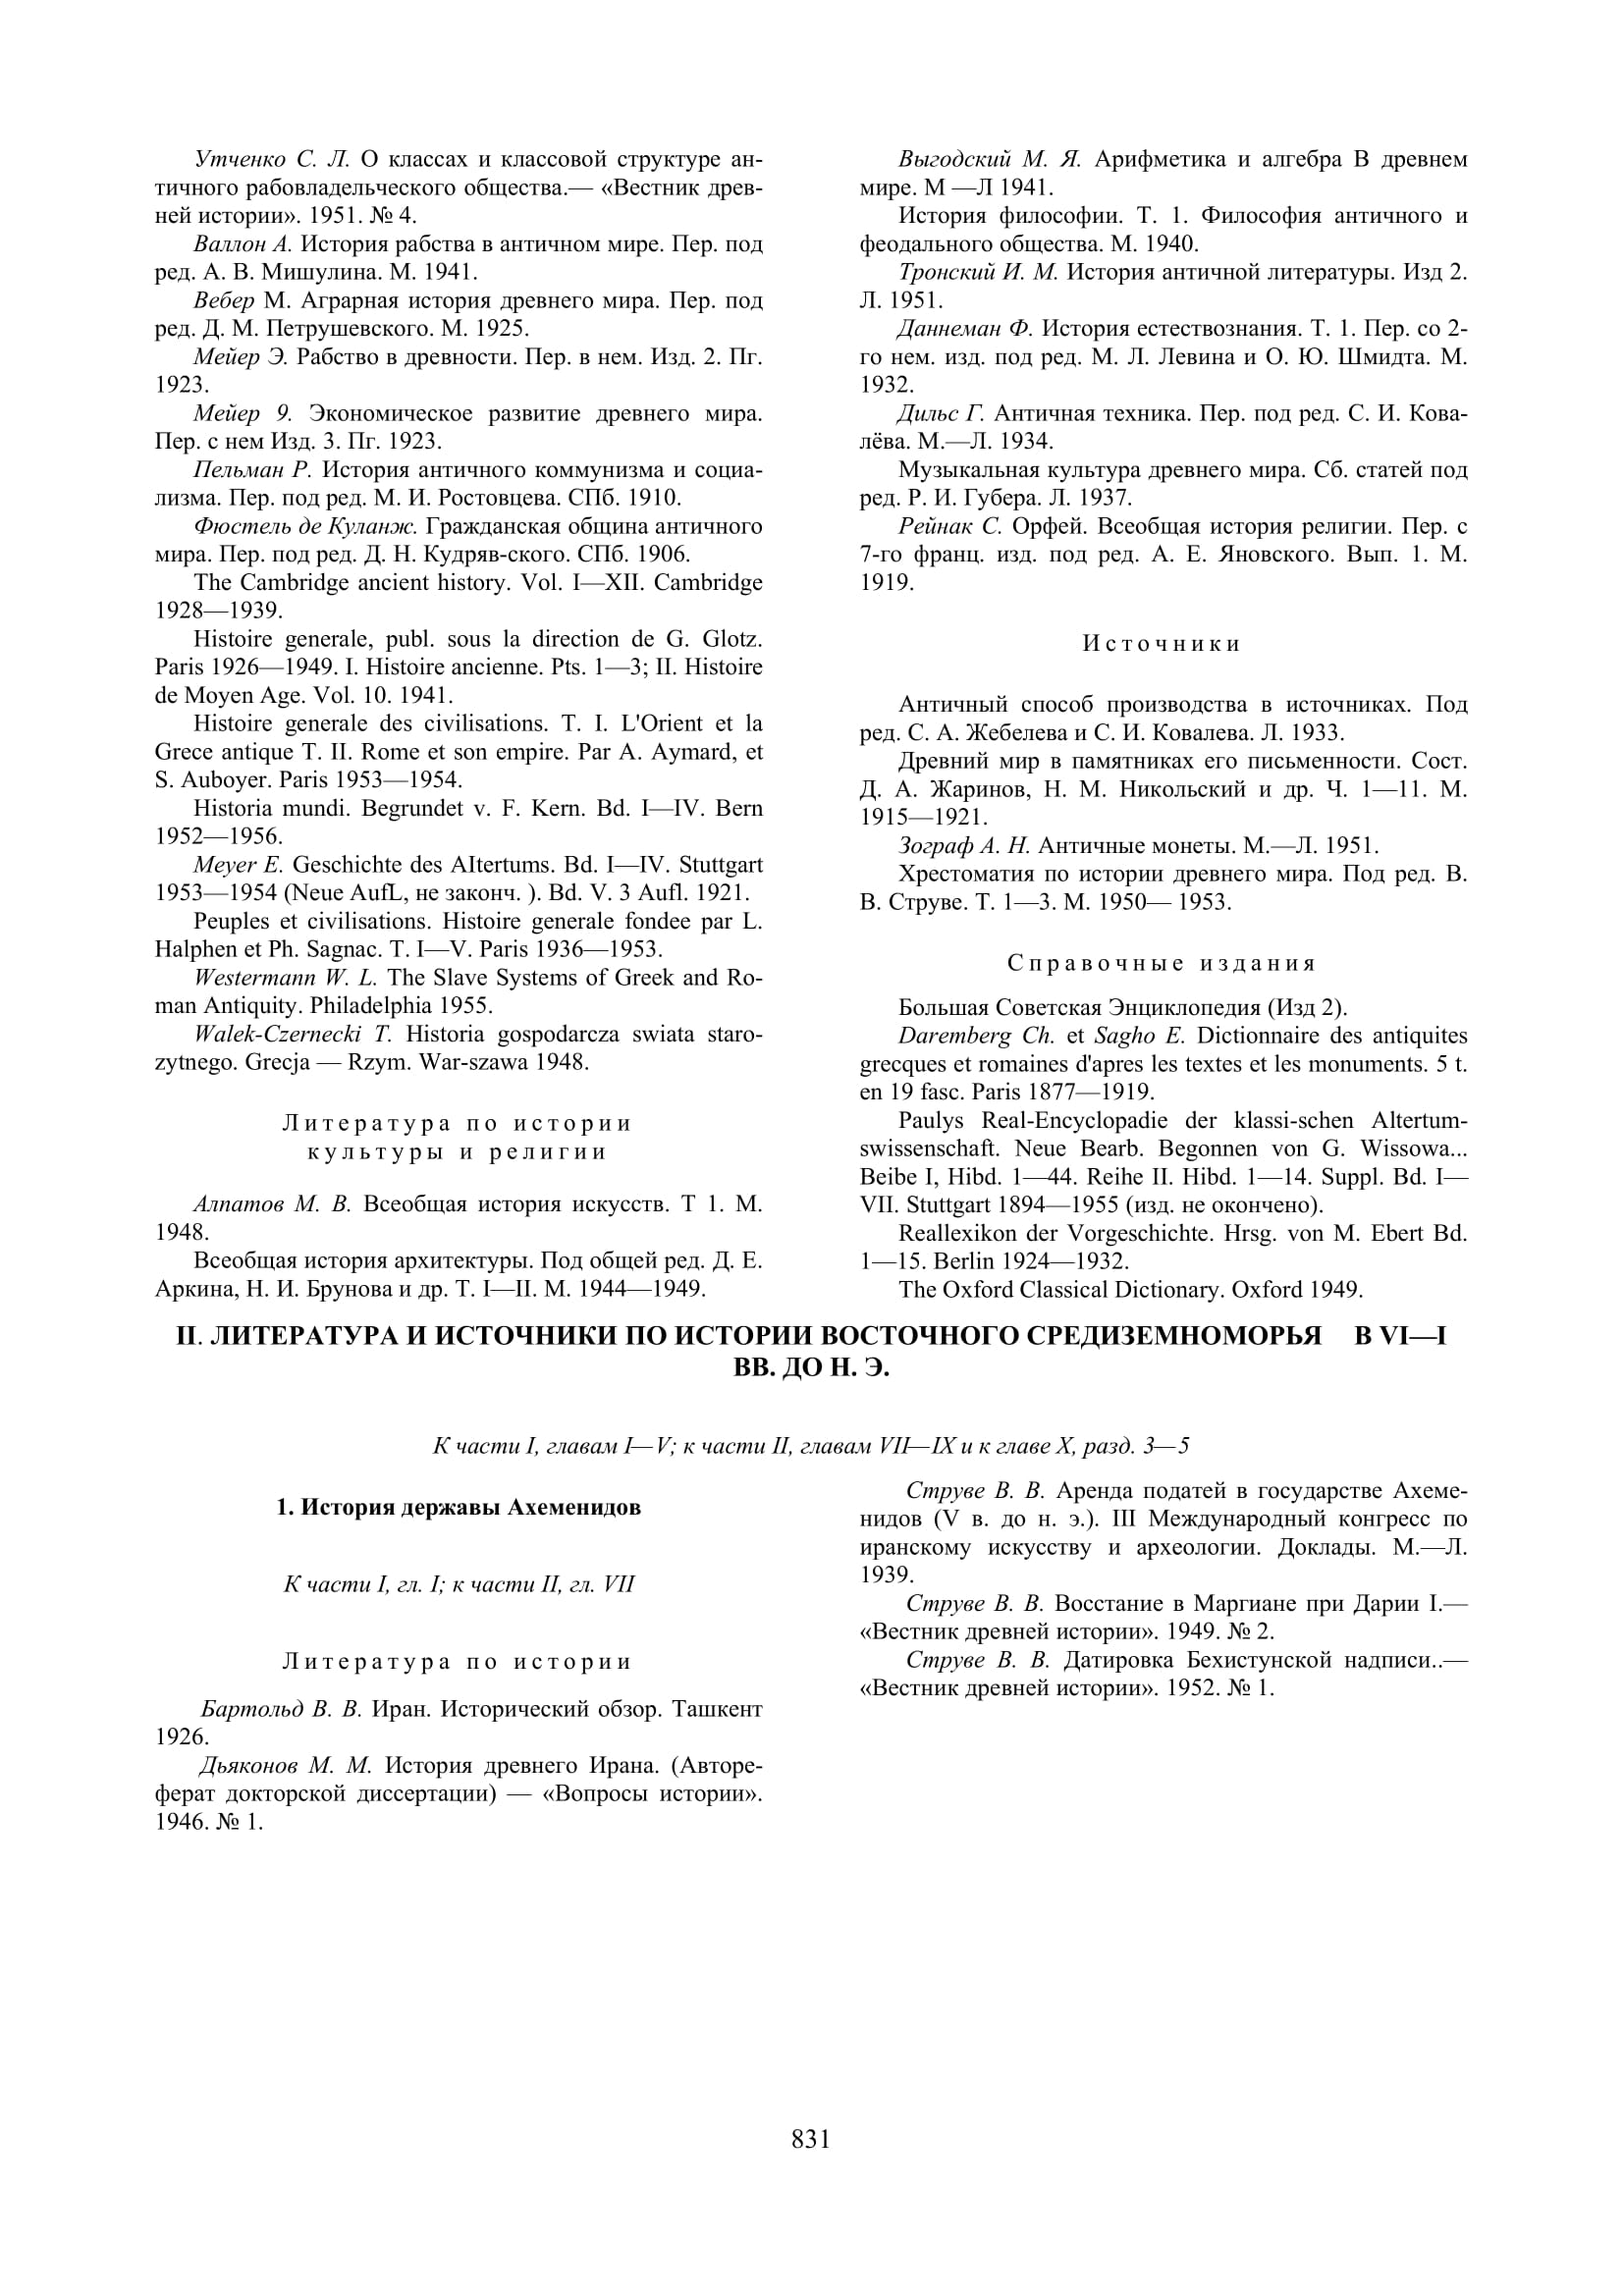 Утченко С. Л. О классах и классовой структуре ан-
тичного рабовладельческого общества.— «Вестник древ-
ней истории». 1951. № 4.
Валлон А. История рабства в античном мире. Пер. под
ред. А. В. Мишулина. М. 1941.
Вебер М. Аграрная история древнего мира. Пер. под
ред. Д. М. Петрушевского. М. 1925.
Мейер Э. Рабство в древности. Пер. в нем. Изд. 2. Пг.
1923.
Мейер 9. Экономическое развитие древнего мира.
Пер. с нем Изд. 3. Пг. 1923.
Пельман Р. История античного коммунизма и социа-
лизма. Пер. под ред. М. И. Ростовцева. СПб. 1910.
Фюстель де Куланж. Гражданская община античного
мира. Пер. под ред. Д. Н. Кудряв-ского. СПб. 1906.
The Cambridge ancient history. Vol. I—XII. Cambridge
1928—1939.
Histoire generale, publ. sous la direction de G. Glotz.
Paris 1926—1949. I. Histoire ancienne. Pts. 1—3; II. Histoire
de Moyen Age. Vol. 10. 1941.
Histoire generale des civilisations. T. I. L'Orient et la
Grece antique T. II. Rome et son empire. Par A. Aymard, et
S. Auboyer. Paris 1953—1954.
Historia mundi. Begrundet v. F. Kern. Bd. I—IV. Bern
1952—1956.
Meyer E. Geschichte des AItertums. Bd. I—IV. Stuttgart
1953—1954 (Neue AufL, не законч. ). Bd. V. 3 Aufl. 1921.
Peuples et civilisations. Histoire generale fondee par L.
Halphen et Ph. Sagnac. T. I—V. Paris 1936—1953.
Westermann W. L. The Slave Systems of Greek and Ro-
man Antiquity. Philadelphia 1955.
Walek-Czernecki T. Historia gospodarcza swiata staro-
zytnego. Grecja — Rzym. War-szawa 1948.
Литература по истории
культуры и религии
Алпатов М. В. Всеобщая история искусств. Т 1. М.
1948.
Всеобщая история архитектуры. Под общей ред. Д. Е.
Аркина, Н. И. Брунова и др. Т. I—II. М. 1944—1949.
Выгодский М. Я. Арифметика и алгебра В древнем
мире. М —Л 1941.
История философии. Т. 1. Философия античного и
феодального общества. М. 1940.
Тронский И. М. История античной литературы. Изд 2.
Л. 1951.
Даннеман Ф. История естествознания. Т. 1. Пер. со 2-
го нем. изд. под ред. М. Л. Левина и О. Ю. Шмидта. М.
1932.
Дильс Г. Античная техника. Пер. под ред. С. И. Кова-
лёва. М.—Л. 1934.
Музыкальная культура древнего мира. Сб. статей под
ред. Р. И. Губера. Л. 1937.
Рейнак С. Орфей. Всеобщая история религии. Пер. с
7-го франц. изд. под ред. А. Е. Яновского. Вып. 1. М.
1919.
Источники
Античный способ производства в источниках. Под
ред. С. А. Жебелева и С. И. Ковалева. Л. 1933.
Древний мир в памятниках его письменности. Сост.
Д. А. Жаринов, Н. М. Никольский и др. Ч. 1—11. М.
1915—1921.
Зограф А. Н. Античные монеты. М.—Л. 1951.
Хрестоматия по истории древнего мира. Под ред. В.
В. Струве. Т. 1—3. М. 1950— 1953.
Справочные издания
Большая Советская Энциклопедия (Изд 2).
Daremberg Ch. et Sagho E. Dictionnaire des antiquites
grecques et romaines d'apres les textes et les monuments. 5 t.
en 19 fasc. Paris 1877—1919.
Paulys Real-Encyclopadie der klassi-schen Altertum-
swissenschaft. Neue Bearb. Begonnen von G. Wissowa...
Beibe I, Hibd. 1—44. Reihe II. Hibd. 1—14. Suppl. Bd. I—
VII. Stuttgart 1894—1955 (изд. не окончено).
Reallexikon der Vorgeschichte. Hrsg. von M. Ebert Bd.
1—15. Berlin 1924—1932.
The Oxford Classical Dictionary. Oxford 1949.
II. ЛИТЕРАТУРА И ИСТОЧНИКИ ПО ИСТОРИИ ВОСТОЧНОГО СРЕДИЗЕМНОМОРЬЯ В VI—I
ВВ. ДО Н. Э.
К части I, главам I—V; к части II, главам VII—IX и к главе X, разд. 3—5
1. История державы Ахеменидов
К части I, гл. I; к части II, гл. VII
Литература по истории
Бартольд В. В. Иран. Исторический обзор. Ташкент
1926.
Дьяконов М. М. История древнего Ирана. (Авторе-
ферат докторской диссертации) — «Вопросы истории».
1946. № 1.
Струве В. В. Аренда податей в государстве Ахеме-
нидов (V в. до н. э.). III Международный конгресс по
иранскому искусству и археологии. Доклады. М.—Л.
1939.
Струве В. В. Восстание в Маргиане при Дарии I.—
«Вестник древней истории». 1949. № 2.
Струве В. В. Датировка Бехистунской надписи..—
«Вестник древней истории». 1952. № 1.
831